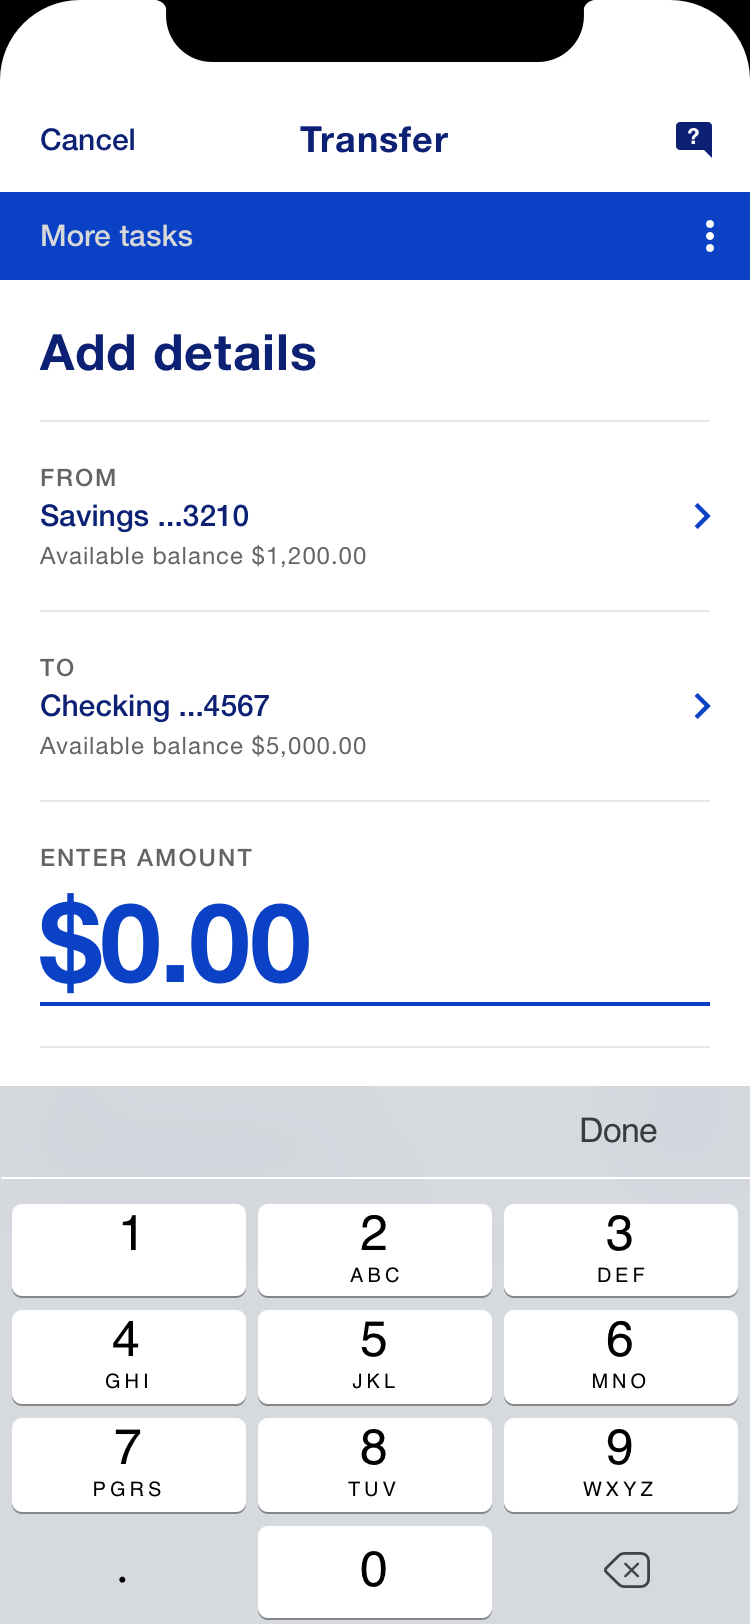 Cancel
Transfer
?
More tasks
Add details
FROM
Savings ...3210
Available balance $1,200.00
TO
Checking ...4567
Available balance $5,000.00
ENTER AMOUNT
$0.00
Done
1 2 3
ABC DEF
4 5 6
GHI JKL MNO
7 8 9
PGRS TUV WXYZ
. 0